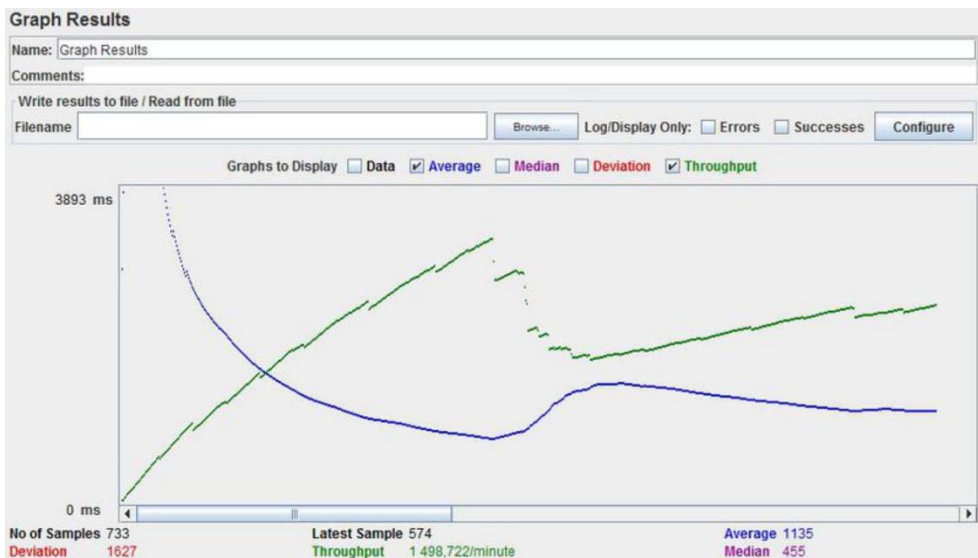 Graph Results
Name: Graph Results
Comments:
Write results to file / Read from file
Filename Browse... Log/Display Only: Errors Successes Configure
Graphs to Display Data Average Median Deviation Throughput
3893 ms
0 ms
No of Samples 733 Latest Sample 574 Average 1135
Deviation 1627 Throughput 1 498,722/minute Median 455